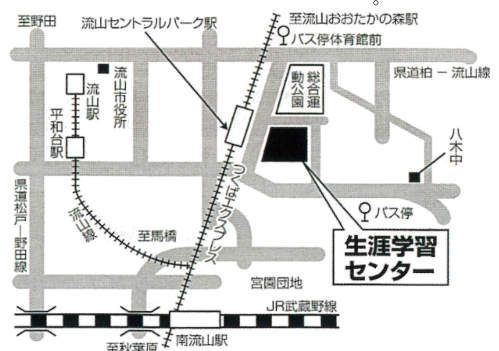 至野田
流山セントラルパーク駅
至流山おおたかの森駅
バス停体育館前
流山駅
流山市役所
総合運
動公園
県道柏－流山線
平和台駅
八木中
つくばエクスプレス
県道松戸―野田線
流山線
至馬橋
バス停
生涯学習
センター
宮園団地
JR武蔵野線
至秋葉原
南流山駅